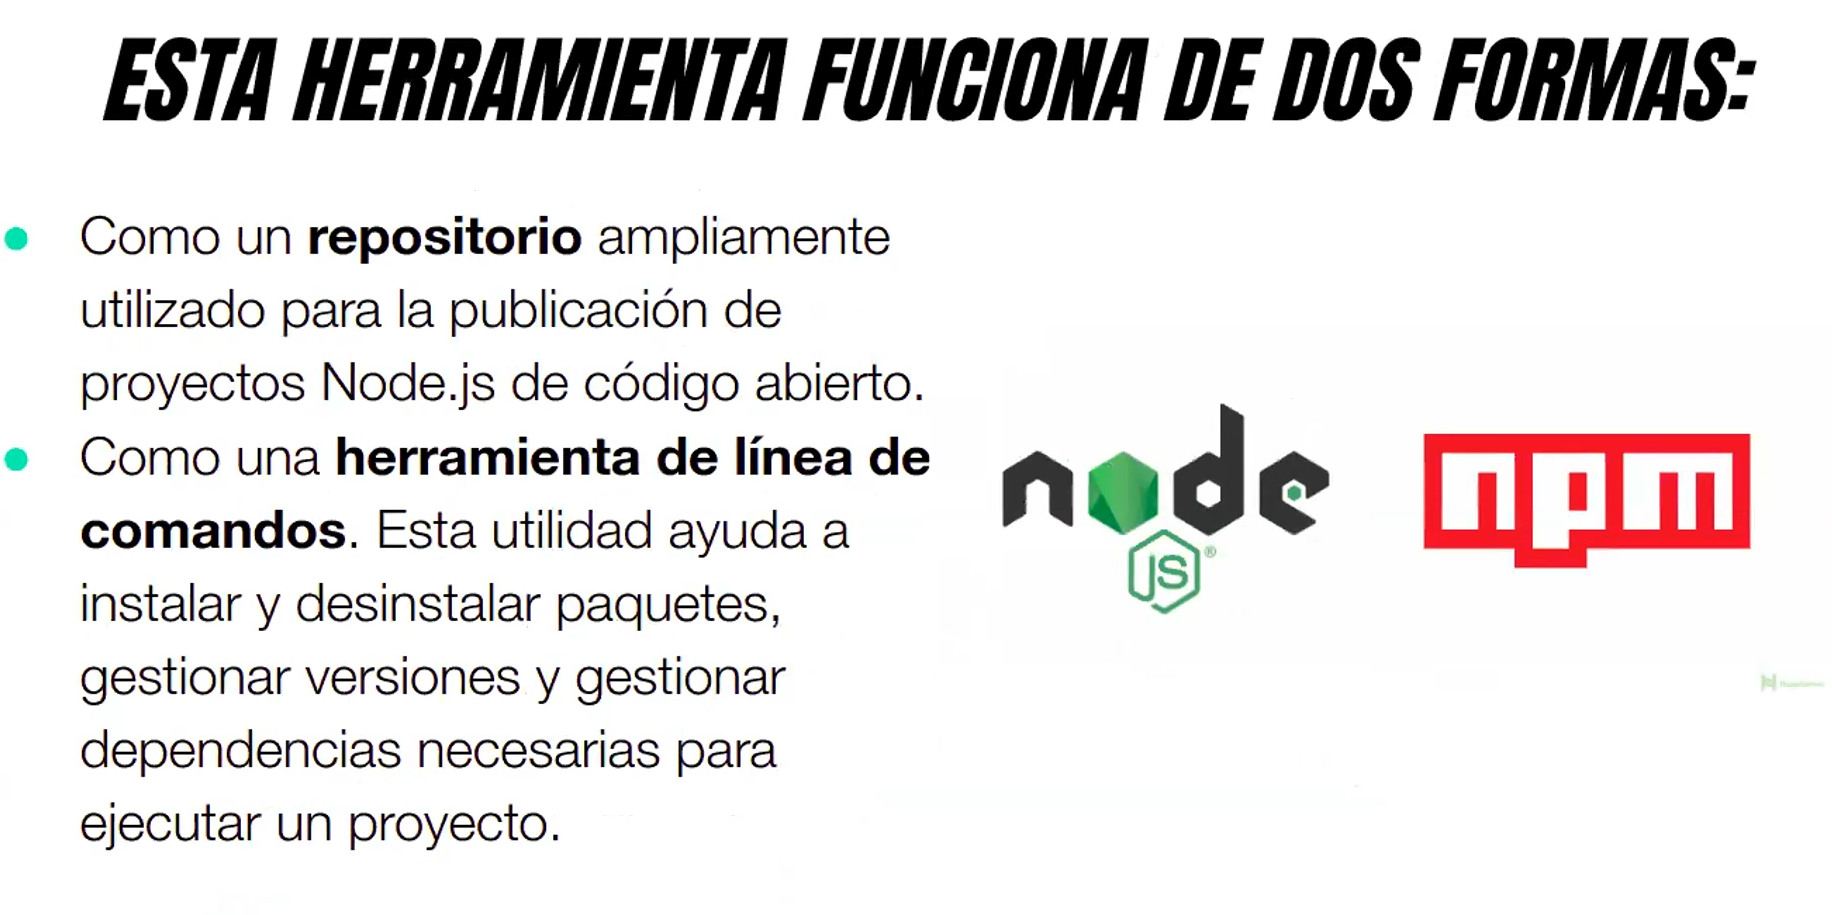 ESTA HERRAMIENTA FUNCIONA DE DOS FORMAS:
● Como un repositorio ampliamente
utilizado para la publicación de
proyectos Node.js de código abierto.
● Como una herramienta de línea de
comandos. Esta utilidad ayuda a
instalar y desinstalar paquetes,
gestionar versiones y gestionar
dependencias necesarias para
ejecutar un proyecto.
node
JS®
npm